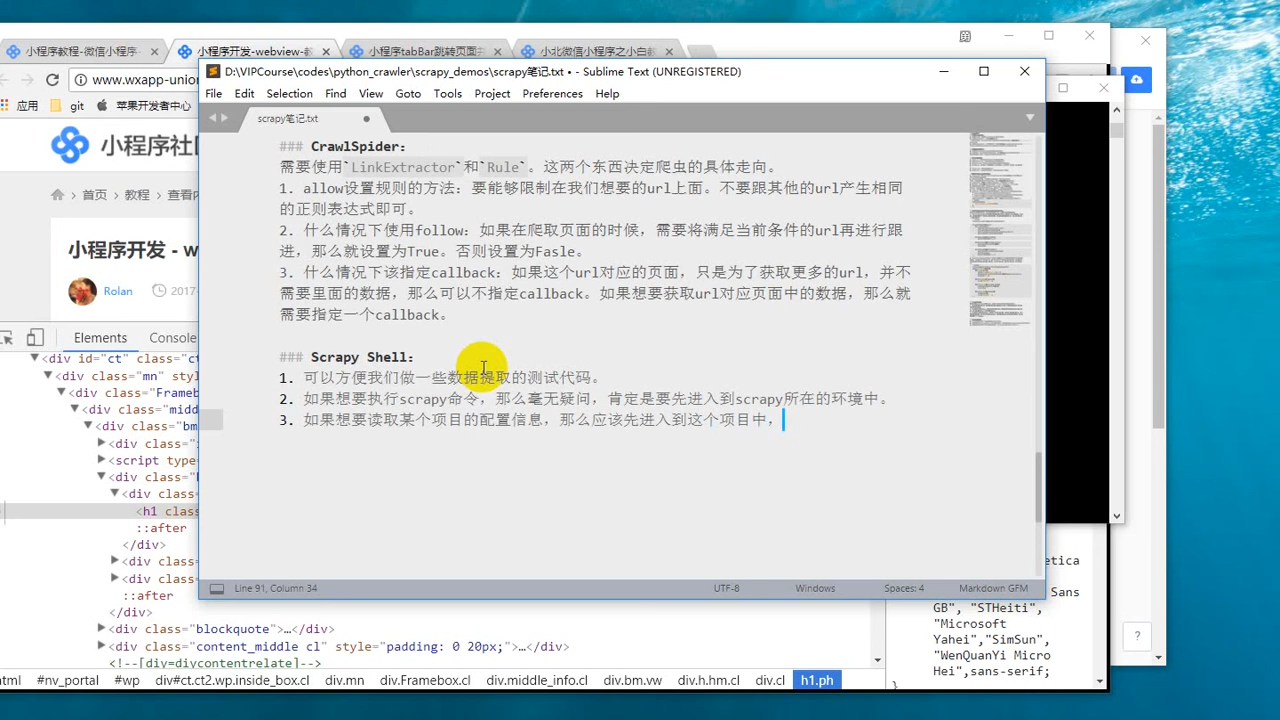 小程序教程-微信小程序
小程序开发-webview-教
小程序tabBar跳转页面
小北微信小程序之小白教
www.wxapp-union
应用
git
苹果开发者中心
小程序社
首页
教程
查看内
小程序开发 - w
Rolan
2017
D:\VIPCourse\codes\python_crawler\scrapy_demos\scrapy笔记.txt • - Sublime Text (UNREGISTERED)
File Edit Selection Find View Goto Tools Project Preferences Help
scrapy笔记.txt
### CrawlSpider:
需要使用`LinkExtractor`和`Rule`。这两个东西决定爬虫的具体走向。
1. allow设置规则的方法：要能够限制在我们想要的url上面。不要跟其他的url产生相同
的正则表达式即可。
2. 什么情况下使用follow：如果在爬取页面的时候，需要将满足当前条件的url再进行跟
进，那么就设置为True。否则设置为Fasle。
3. 什么情况下该指定callback：如果这个url对应的页面，只是为了获取更多的url，并不
需要里面的数据，那么可以不指定callback。如果想要获取url对应页面中的数据，那么就
需要指定一个callback。
### Scrapy Shell:
1. 可以方便我们做一些数据提取的测试代码。
2. 如果想要执行scrapy命令，那么毫无疑问，肯定是要先进入到scrapy所在的环境中。
3. 如果想要读取某个项目的配置信息，那么应该先进入到这个项目中，
Line 91, Column 34
UTF-8
Windows
Spaces: 4
Markdown GFM
Elements
Console
<div id="ct" class="ct
<div class="mn" sty
<div class="Frameb
<div class="midd
<div class="bm
<div class=
<script type=
<div class="b
<div class
<h1 class
::after
</div>
<div class=
<div class=
::after
</div>
<div class="blockquote">…</div>
<div class="content_middle cl" style="padding: 0 20px;">…</div>
<!--[diy=diycontentrelate]-->
html #nv_portal #wp div#ct.ct2.wp.inside_box.cl div.mn div.Framebox.cl div.middle_info.cl div.bm.vw div.h.hm.cl div.cl h1.ph
etica
Sans
GB", "STHeiti",
"Microsoft
Yahei","SimSun",
"WenQuanYi Micro
Hei",sans-serif;
}
?